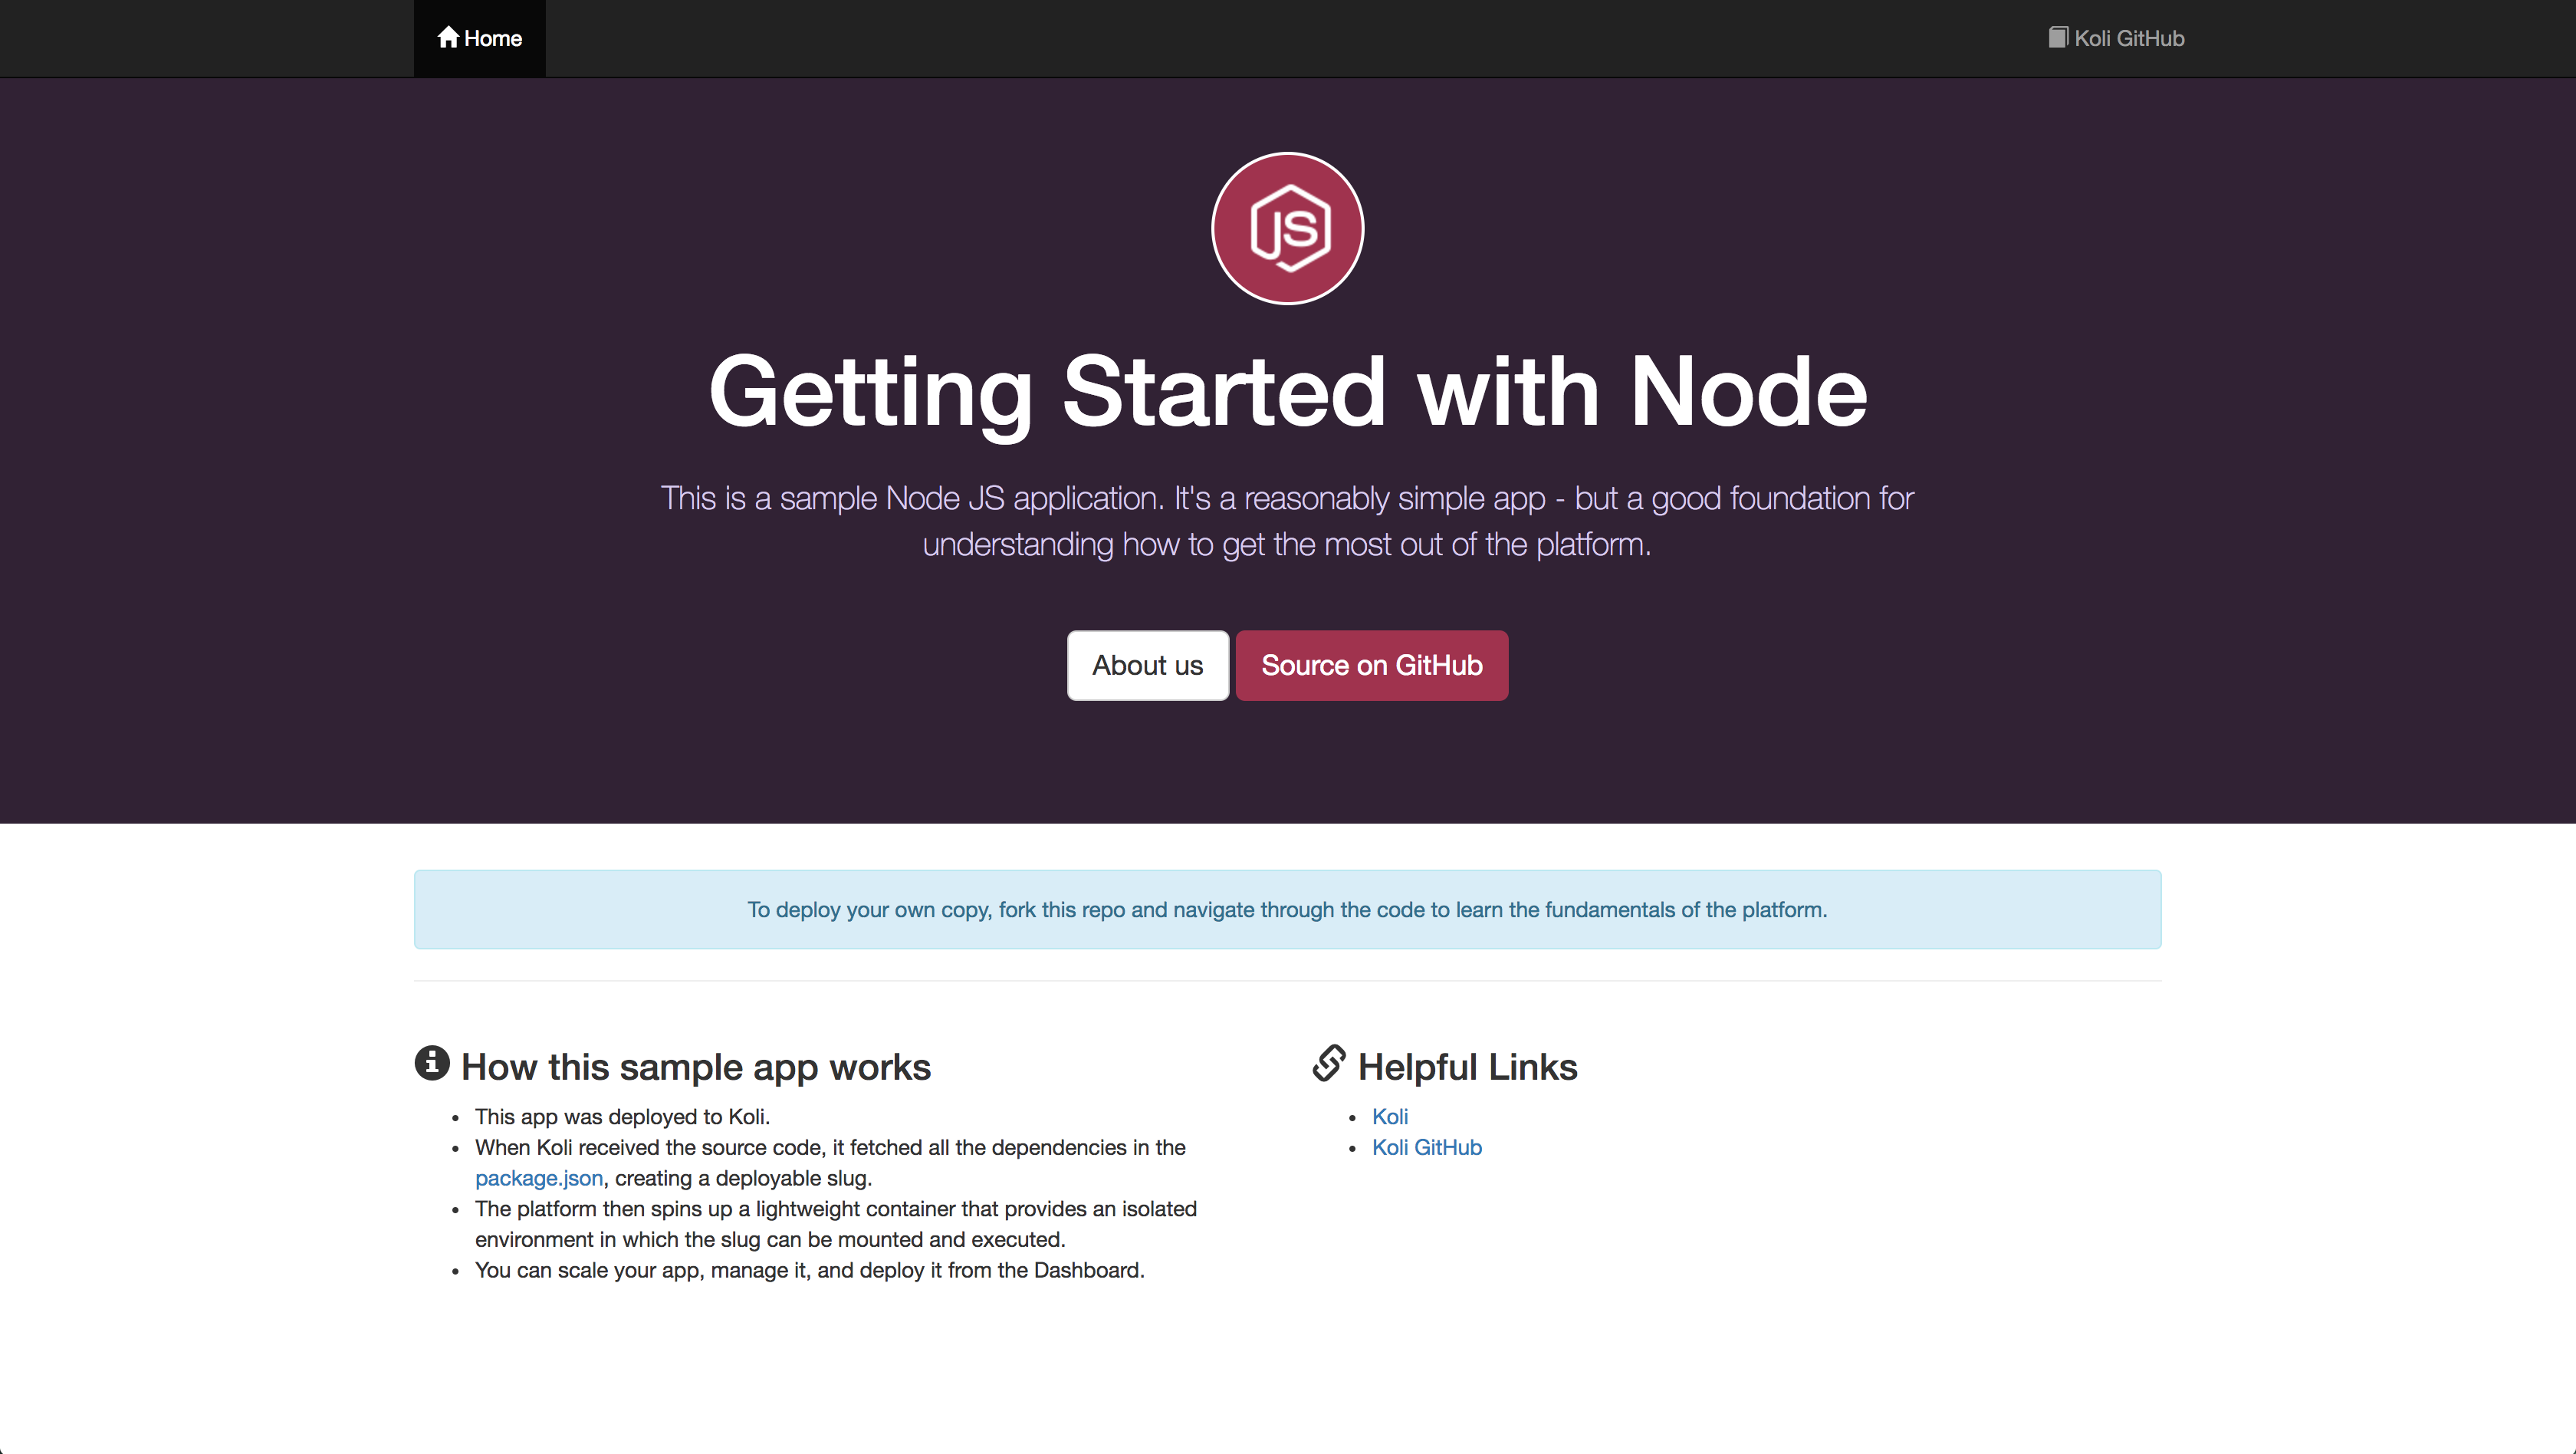 Home
Koli GitHub
JS
Getting Started with Node
This is a sample Node JS application. It's a reasonably simple app - but a good foundation for
understanding how to get the most out of the platform.
About us
Source on GitHub
To deploy your own copy, fork this repo and navigate through the code to learn the fundamentals of the platform.
How this sample app works
This app was deployed to Koli.
When Koli received the source code, it fetched all the dependencies in the
package.json, creating a deployable slug.
The platform then spins up a lightweight container that provides an isolated
environment in which the slug can be mounted and executed.
You can scale your app, manage it, and deploy it from the Dashboard.
Helpful Links
Koli
Koli GitHub